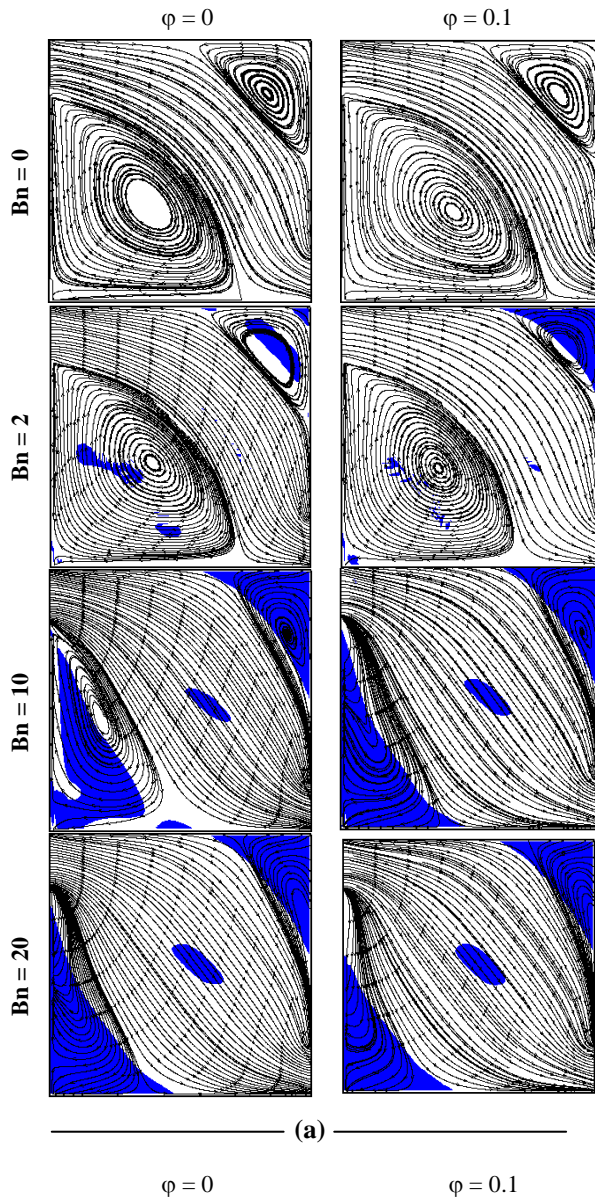 φ = 0 φ = 0.1
Bn = 0
Bn = 2
Bn = 10
Bn = 20
(a)
φ = 0 φ = 0.1